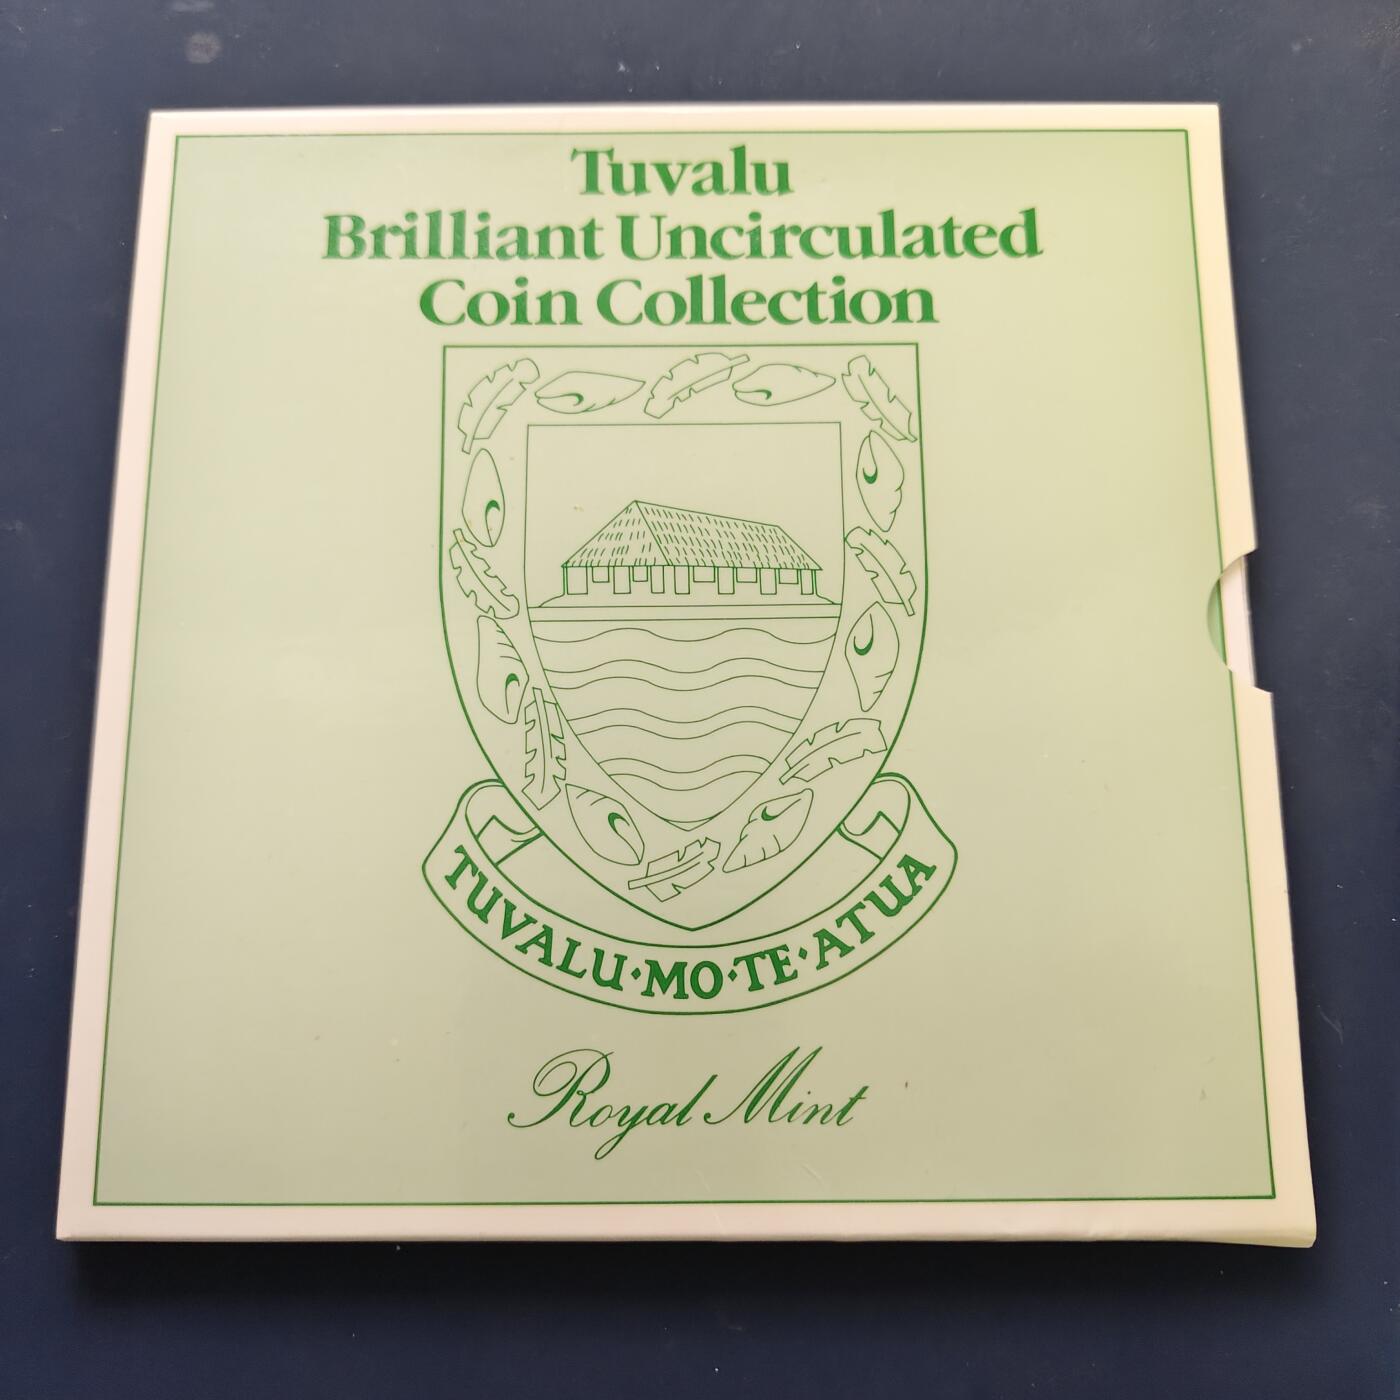 Tuvalu
Brilliant Uncirculated
Coin Collection
TUVALU·MO·TE·ATUA
Royal Mint